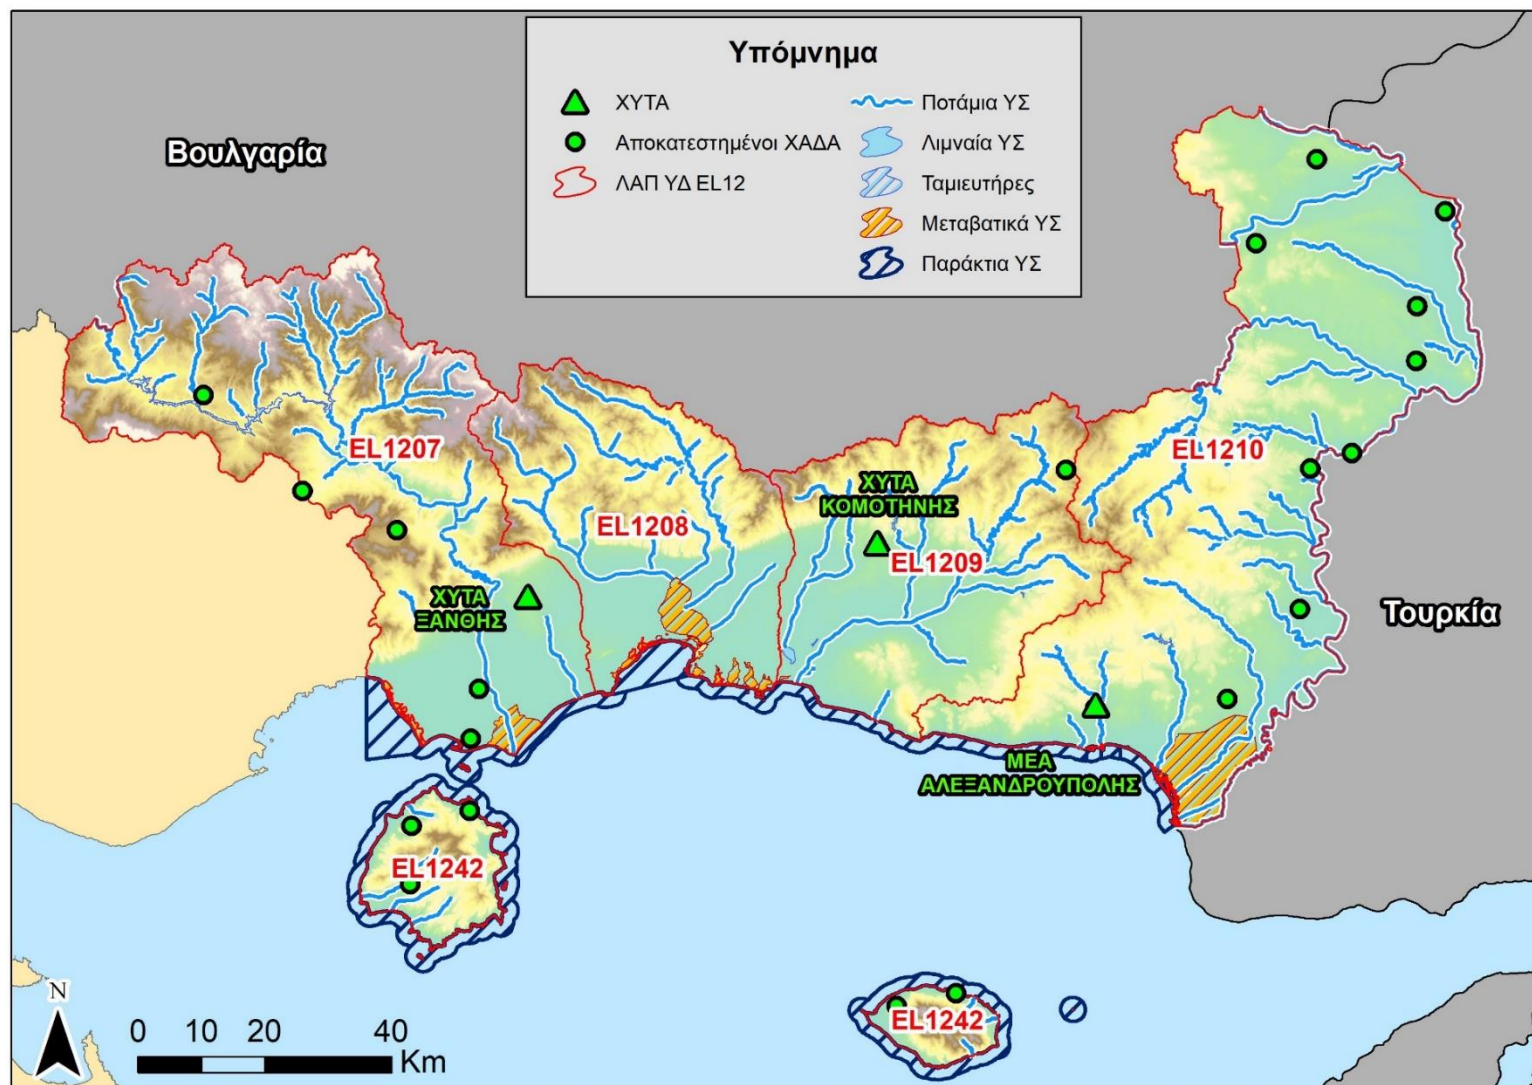 Υπόμνημα
ΧΥΤΑ
Αποκατεστημένοι ΧΑΔΑ
ΛΑΠ ΥΔ EL12
Ποτάμια ΥΣ
Λιμναία ΥΣ
Ταμιευτήρες
Μεταβατικά ΥΣ
Παράκτια ΥΣ
Βουλγαρία
EL1207
EL1208
ΧΥΤΑ
ΚΟΜΟΤΗΝΗΣ
EL1209
EL1210
ΧΥΤΑ
ΞΑΝΘΗΣ
Τουρκία
ΜΕΑ
ΑΛΕΞΑΝΔΡΟΥΠΟΛΗΣ
EL1242
EL1242
N
0 10 20 40
Km